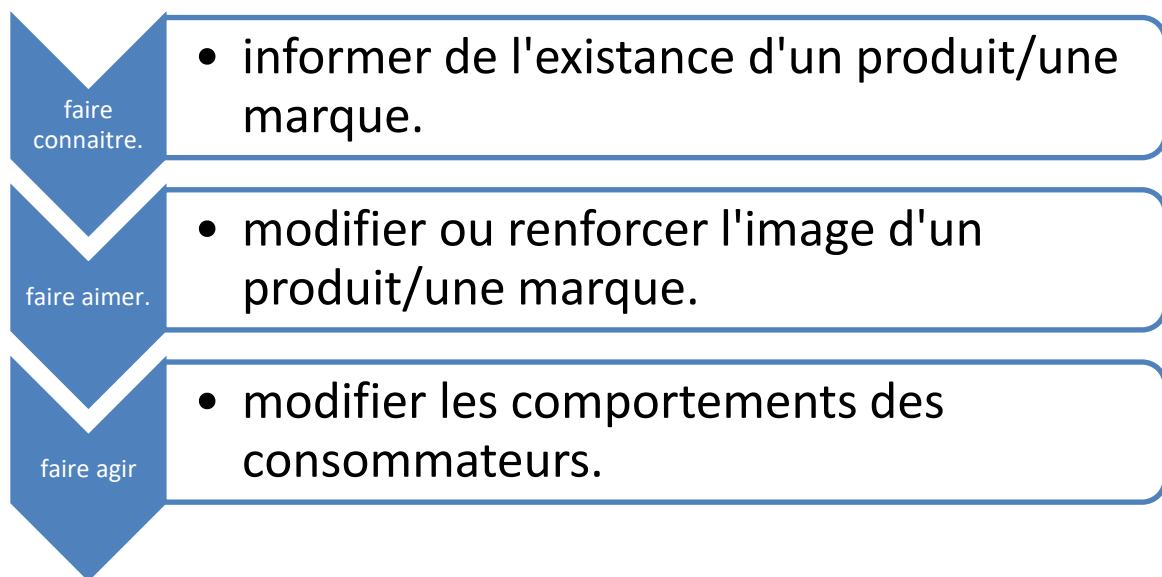 faire
connaitre.
• informer de l'existance d'un produit/une
marque.
faire aimer.
• modifier ou renforcer l'image d'un
produit/une marque.
faire agir
• modifier les comportements des
consommateurs.